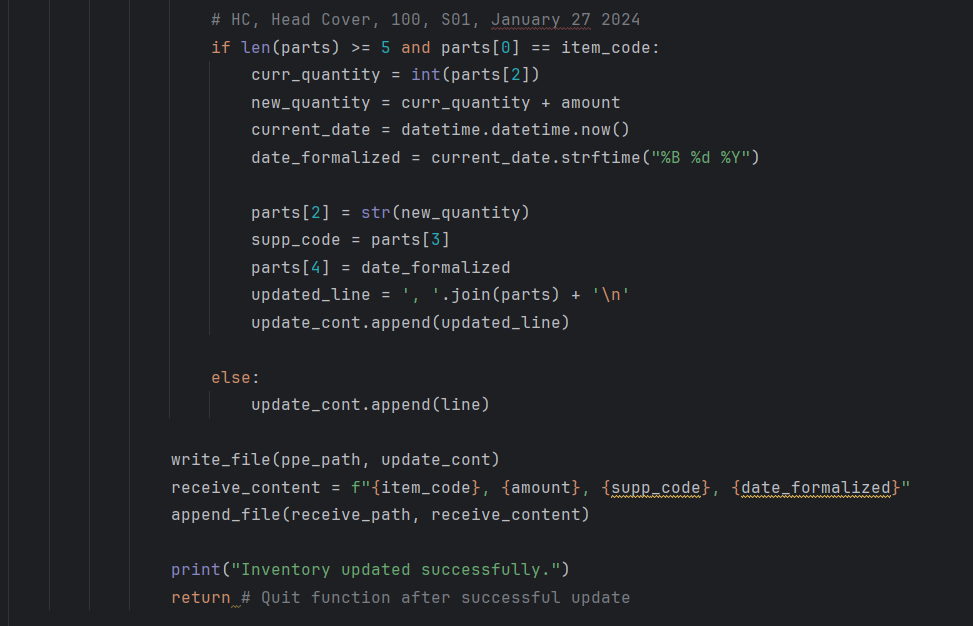 # HC, Head Cover, 100, S01, January 27 2024
if len(parts) >= 5 and parts[0] == item_code:
curr_quantity = int(parts[2])
new_quantity = curr_quantity + amount
current_date = datetime.datetime.now()
date_formalized = current_date.strftime("%B %d %Y")
parts[2] = str(new_quantity)
supp_code = parts[3]
parts[4] = date_formalized
updated_line = ', '.join(parts) + '\n'
update_cont.append(updated_line)
else:
update_cont.append(line)
write_file(ppe_path, update_cont)
receive_content = f"{item_code}, {amount}, {supp_code}, {date_formalized}"
append_file(receive_path, receive_content)
print("Inventory updated successfully.")
return # Quit function after successful update